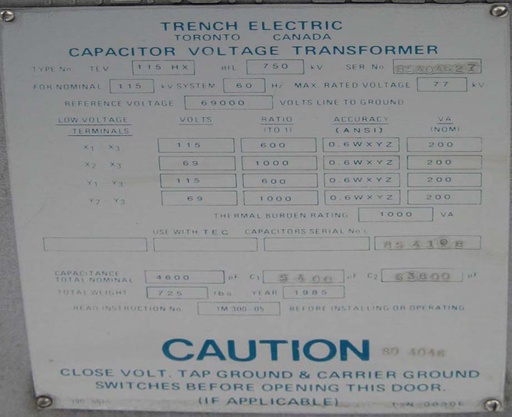 TRENCH ELECTRIC
TORONTO CANADA
CAPACITOR VOLTAGE TRANSFORMER
TYPE No. TEV 115 HX BIL 750 kV SER No.
FOR NOMINAL 115 kV SYSTEM 60 Hz MAX. RATED VOLTAGE 77 kV
REFERENCE VOLTAGE 69000 VOLTS LINE TO GROUND
LOW VOLTAGE TERMINALS VOLTS RATIO (TO 1) ACCURACY (ANSI) VA (NOM)
X1 - X3 115 600 0.6WXYZ 200
X2 - X3 69 1000 0.6WXYZ 200
Y1 - Y3 115 600 0.6WXYZ 200
Y2 - Y3 69 1000 0.6WXYZ 200
THERMAL BURDEN RATING 1000 VA
USE WITH T.E.C. CAPACITORS SERIAL No.:
CAPACITANCE TOTAL NOMINAL 4800 pF C1 5400 pF C2 pF
TOTAL WEIGHT 725 lbs. YEAR 1985
READ INSTRUCTION No. IM 300-05 BEFORE INSTALLING OR OPERATING
CAUTION
CLOSE VOLT. TAP GROUND & CARRIER GROUND
SWITCHES BEFORE OPENING THIS DOOR.
(IF APPLICABLE)